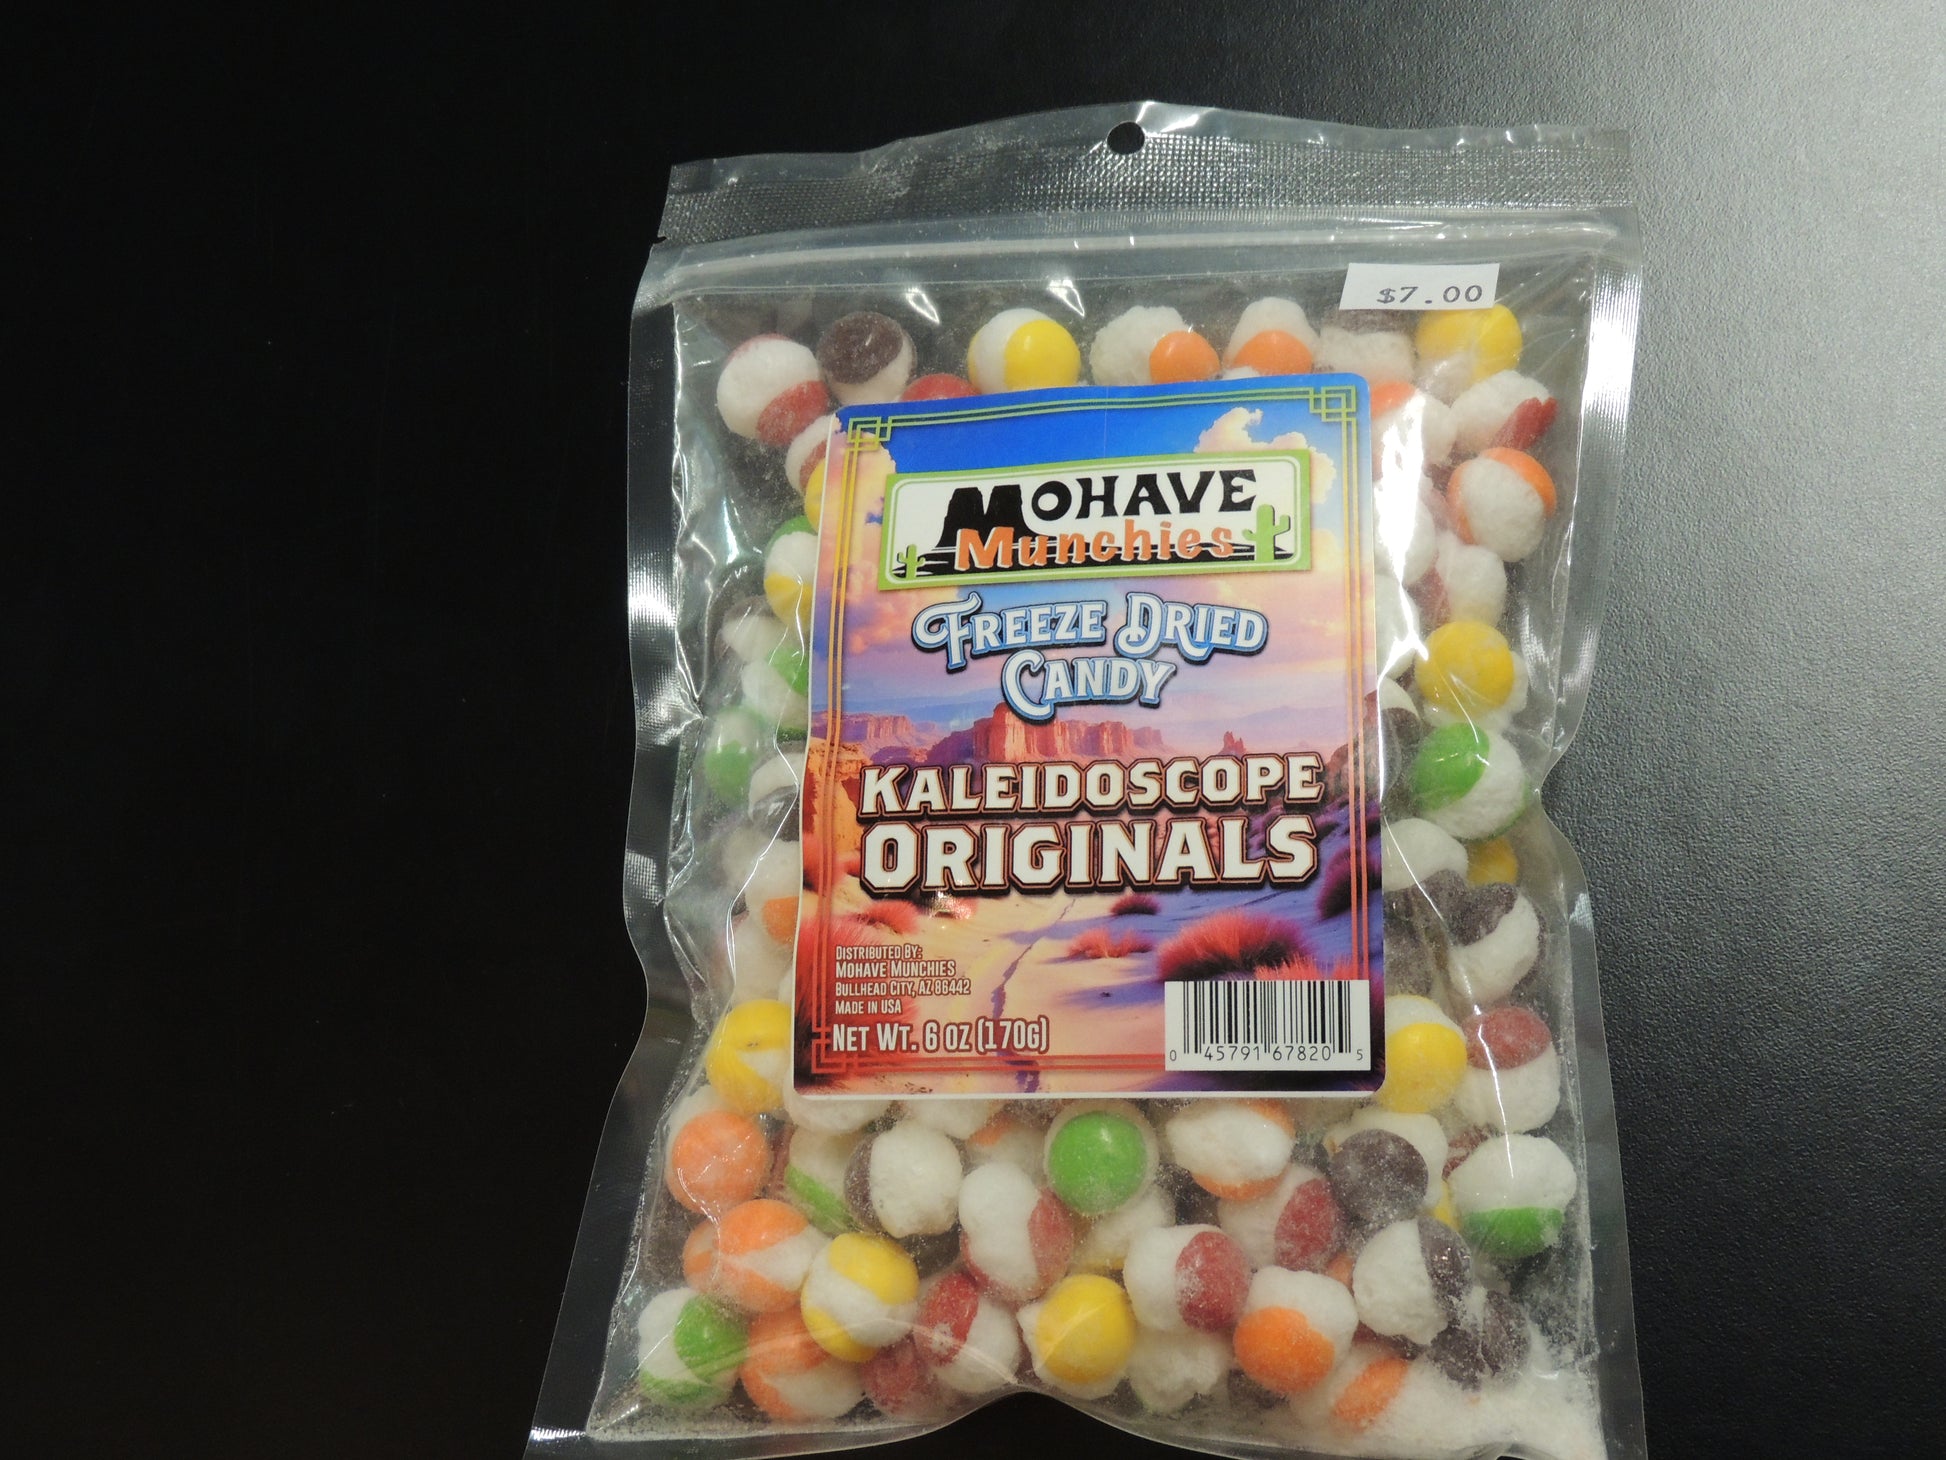 $7.00
MOHAVE
Munchies
FREEZE DRIED
CANDY
KALEIDOSCOPE
ORIGINALS
DISTRIBUTED BY:
MOHAVE MUNCHIES
BULLHEAD CITY, AZ 86442
MADE IN USA
NET WT. 6 OZ (170G)
0 45791 67820 5